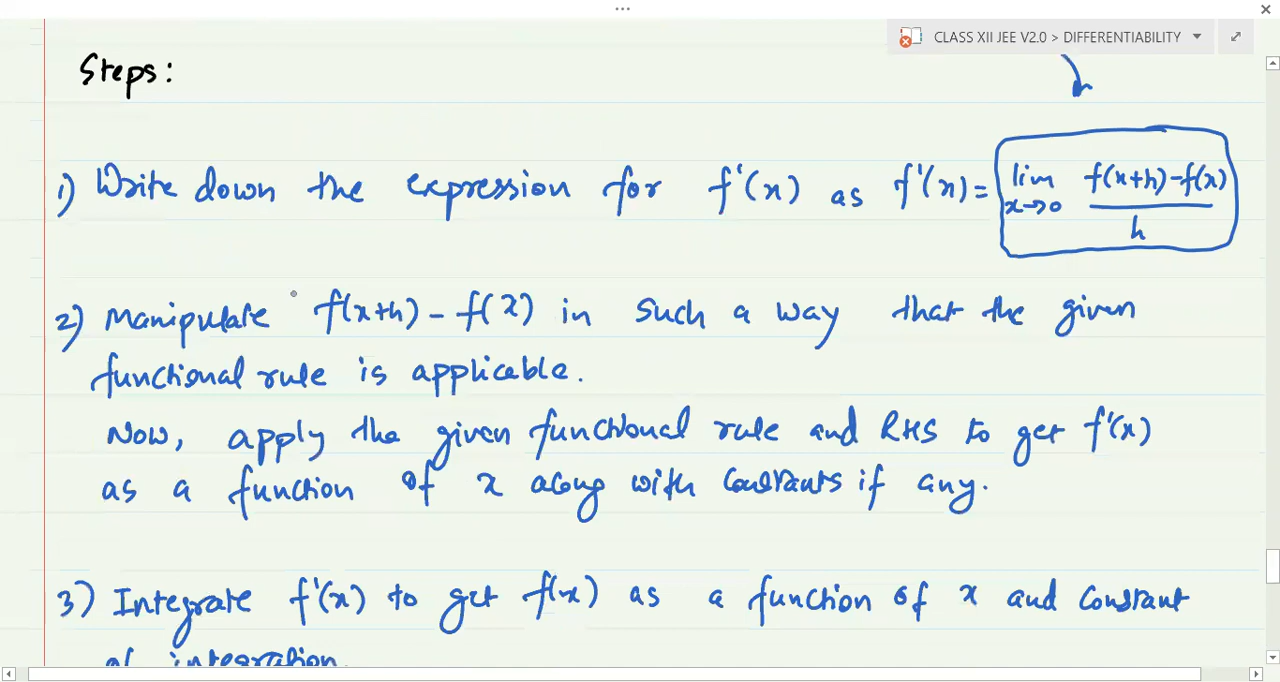 CLASS XII JEE V2.0 > DIFFERENTIABILITY
Steps:
1) Write down the expression for f'(x) as f'(x) = lim x→0 f(x+h)-f(x) / h
2) Manipulate f(x+h) - f(x) in such a way that the given
functional rule is applicable.
Now, apply the given functional rule and RHS to get f'(x)
as a function of x along with constants if any.
3) Integrate f'(x) to get f(x) as a function of x and constant
of integration.